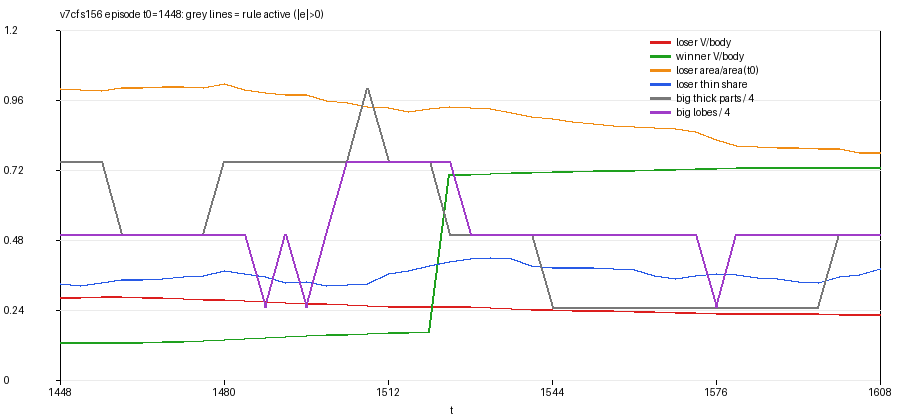 v7cfs156 episode t0=1448: grey lines = rule active (|e|>0)
1.2
0.96
0.72
0.48
0.24
0
loser V/body
winner V/body
loser area/area(t0)
loser thin share
big thick parts / 4
big lobes / 4
1448
1480
1512
1544
1576
1608
t